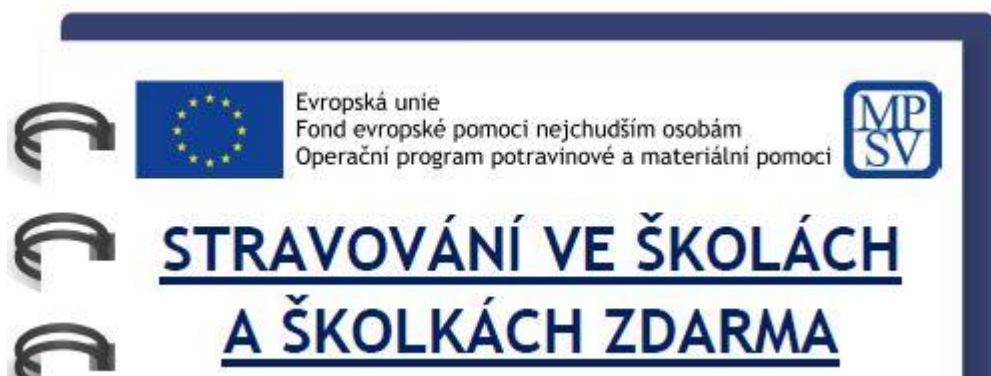 Evropská unie
Fond evropské pomoci nejchudším osobám
Operační program potravinové a materiální pomoci
MP
SV
STRAVOVÁNÍ VE ŠKOLÁCH
A ŠKOLKÁCH ZDARMA